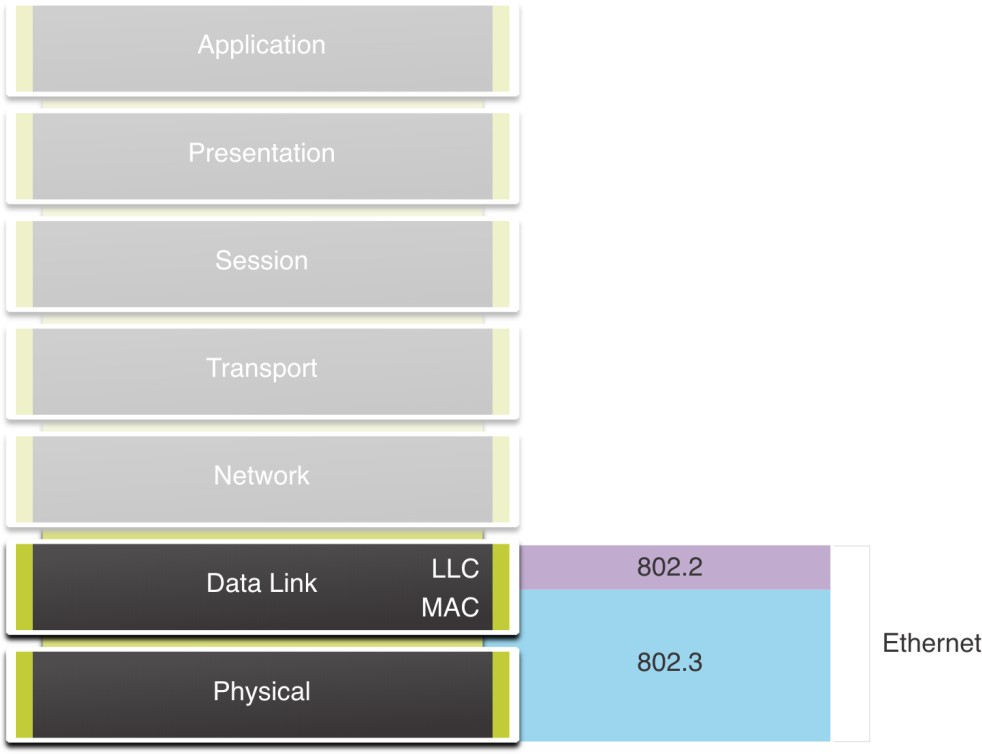 Application
Presentation
Session
Transport
Network
Data Link
LLC
MAC
802.2
802.3
Ethernet
Physical